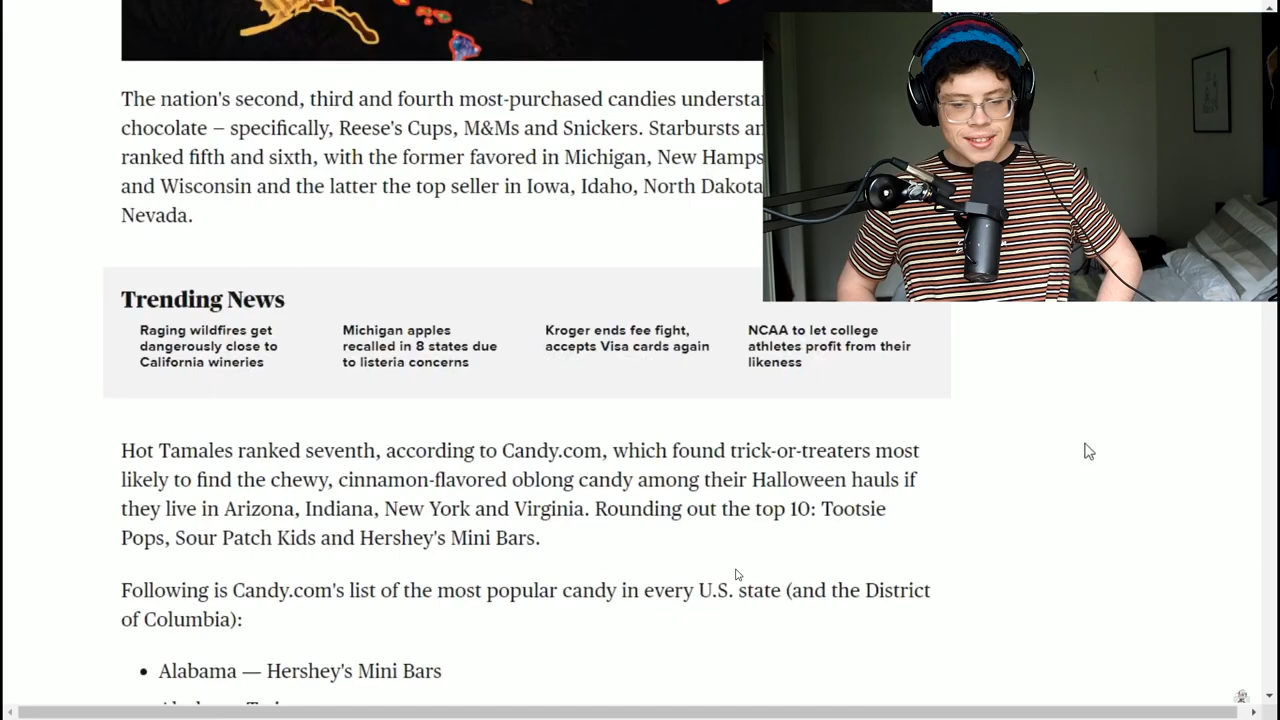 The nation's second, third and fourth most-purchased candies
chocolate – specifically, Reese's Cups, M&Ms and Snickers. Starbursts
ranked fifth and sixth, with the former favored in Michigan, New
and Wisconsin and the latter the top seller in Iowa, Idaho, North Dakota
Nevada.
Trending News
Raging wildfires get
dangerously close to
California wineries
Michigan apples
recalled in 8 states due
to listeria concerns
Kroger ends fee fight,
accepts Visa cards again
NCAA to let college
athletes profit from their
likeness
Hot Tamales ranked seventh, according to Candy.com, which found trick-or-treaters most
likely to find the chewy, cinnamon-flavored oblong candy among their Halloween hauls if
they live in Arizona, Indiana, New York and Virginia. Rounding out the top 10: Tootsie
Pops, Sour Patch Kids and Hershey's Mini Bars.
Following is Candy.com's list of the most popular candy in every U.S. state (and the District
of Columbia):
• Alabama — Hershey's Mini Bars